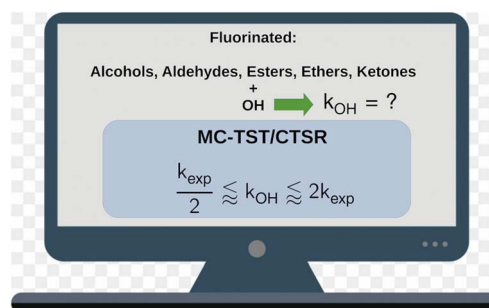 Fluorinated:
Alcohols, Aldehydes, Esters, Ethers, Ketones
+
OH k_OH = ?
MC-TST/CTSR
k_exp/2 ⪅ k_OH ⪅ 2k_exp